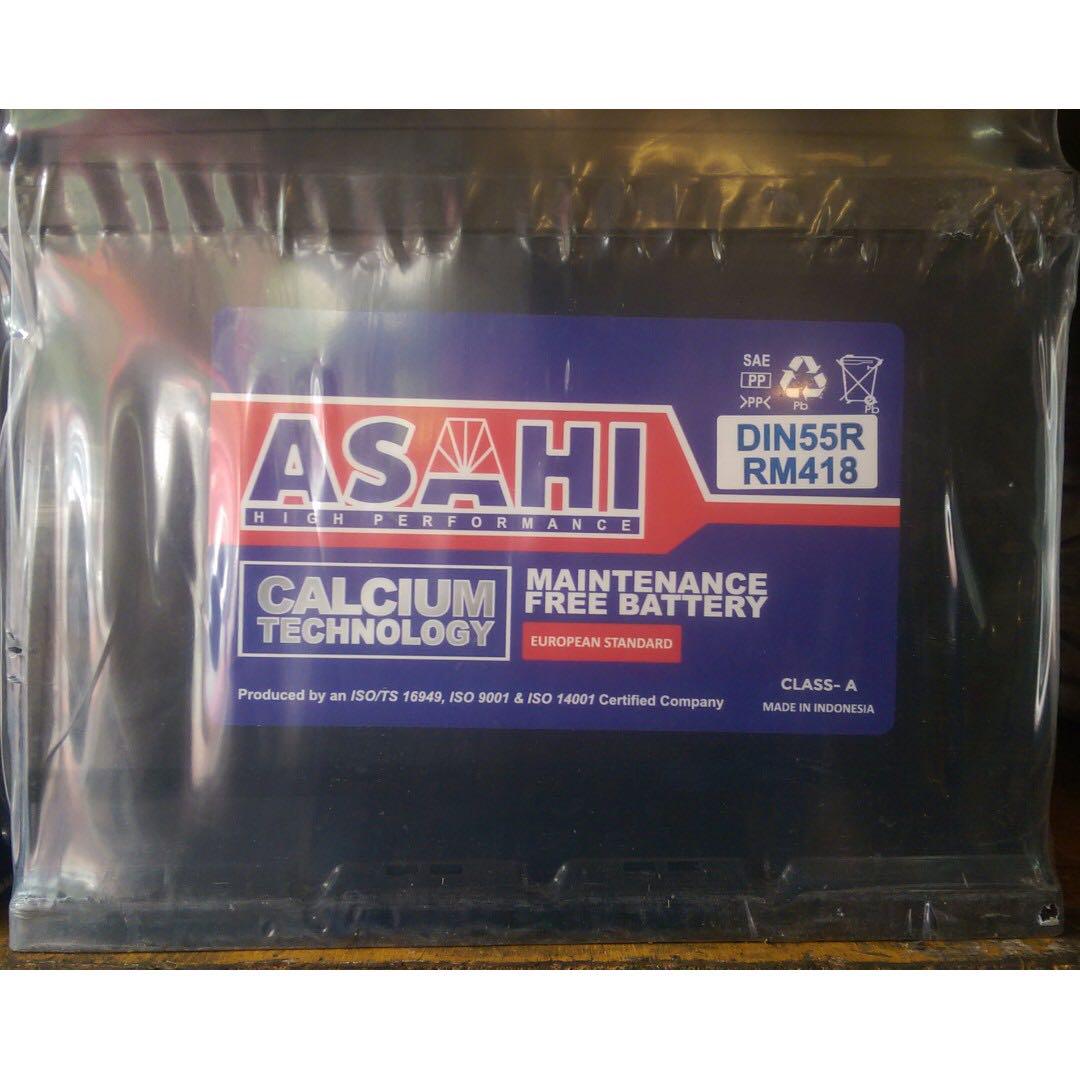 SAE
PP
>PP<
Pb
Pb
DIN55R
RM418
ASAHI
HIGH PERFORMANCE
CALCIUM
TECHNOLOGY
MAINTENANCE
FREE BATTERY
EUROPEAN STANDARD
Produced by an ISO/TS 16949, ISO 9001 & ISO 14001 Certified Company
CLASS- A
MADE IN INDONESIA